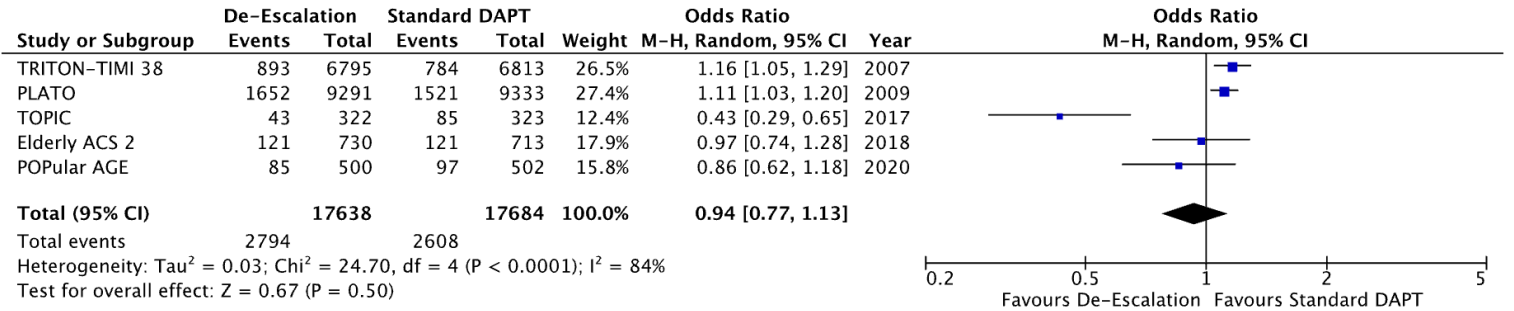 De-Escalation Standard DAPT Odds Ratio Odds Ratio
Study or Subgroup Events Total Events Total Weight M-H, Random, 95% CI Year M-H, Random, 95% CI
TRITON-TIMI 38 893 6795 784 6813 26.5% 1.16 [1.05, 1.29] 2007
PLATO 1652 9291 1521 9333 27.4% 1.11 [1.03, 1.20] 2009
TOPIC 43 322 85 323 12.4% 0.43 [0.29, 0.65] 2017
Elderly ACS 2 121 730 121 713 17.9% 0.97 [0.74, 1.28] 2018
POPular AGE 85 500 97 502 15.8% 0.86 [0.62, 1.18] 2020
Total (95% CI) 17638 17684 100.0% 0.94 [0.77, 1.13]
Total events 2794 2608
Heterogeneity: Tau² = 0.03; Chi² = 24.70, df = 4 (P < 0.0001); I² = 84%
Test for overall effect: Z = 0.67 (P = 0.50)
0.2 0.5 1 2 5
Favours De-Escalation Favours Standard DAPT